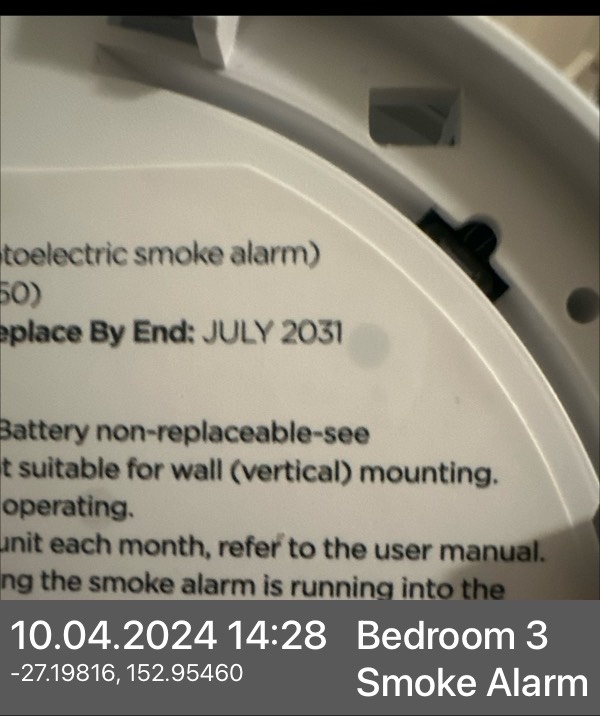 toelectric smoke alarm)
50)
eplace By End: JULY 2031
Battery non-replaceable-see
t suitable for wall (vertical) mounting.
operating.
unit each month, refer to the user manual.
ng the smoke alarm is running into the
10.04.2024 14:28
-27.19816, 152.95460
Bedroom 3
Smoke Alarm